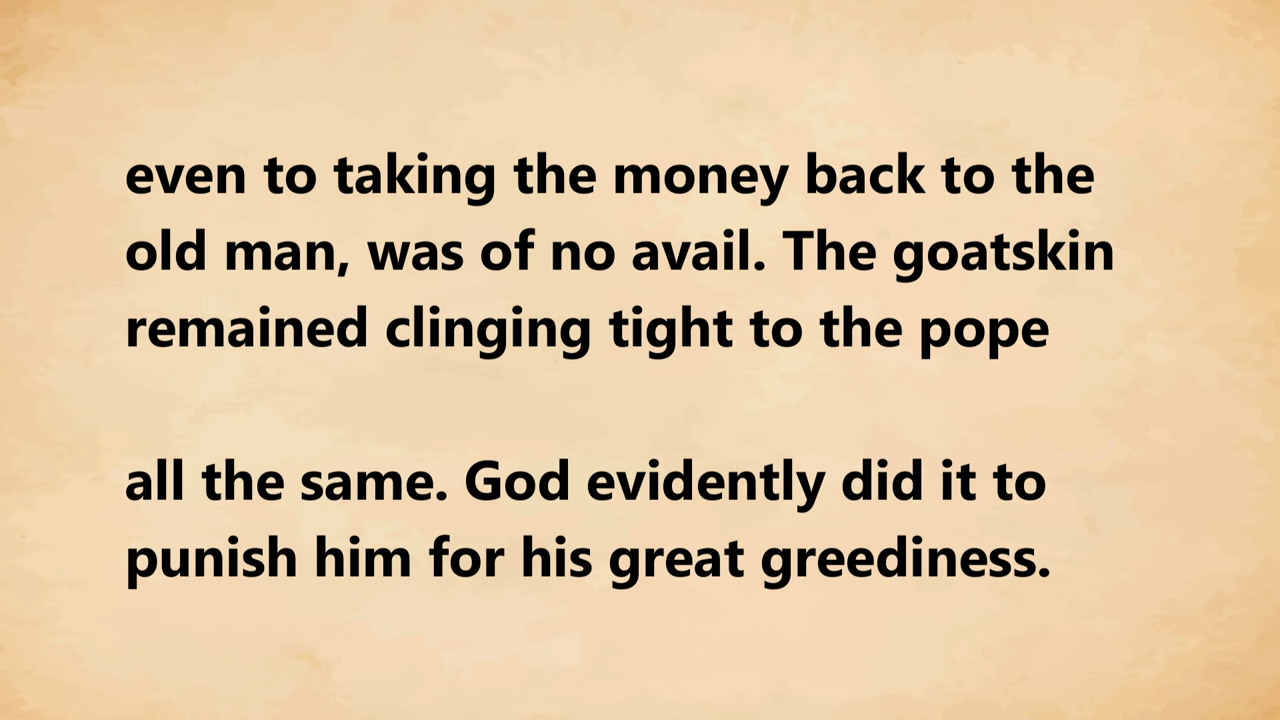 even to taking the money back to the
old man, was of no avail. The goatskin
remained clinging tight to the pope
all the same. God evidently did it to
punish him for his great greediness.